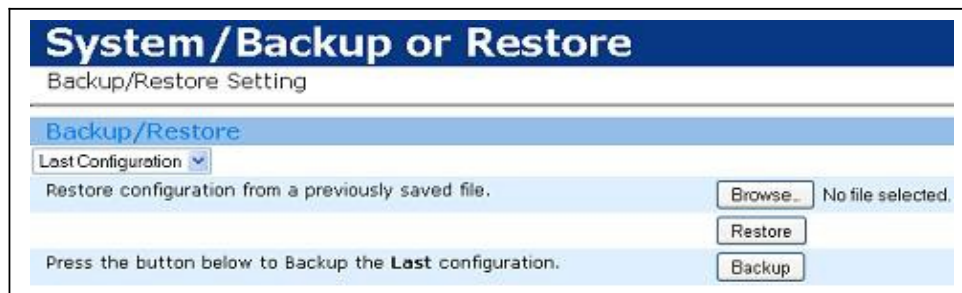 System/Backup or Restore
Backup/Restore Setting
Backup/Restore
Last Configuration
Restore configuration from a previously saved file. Browse... No file selected.
Restore
Press the button below to Backup the Last configuration. Backup